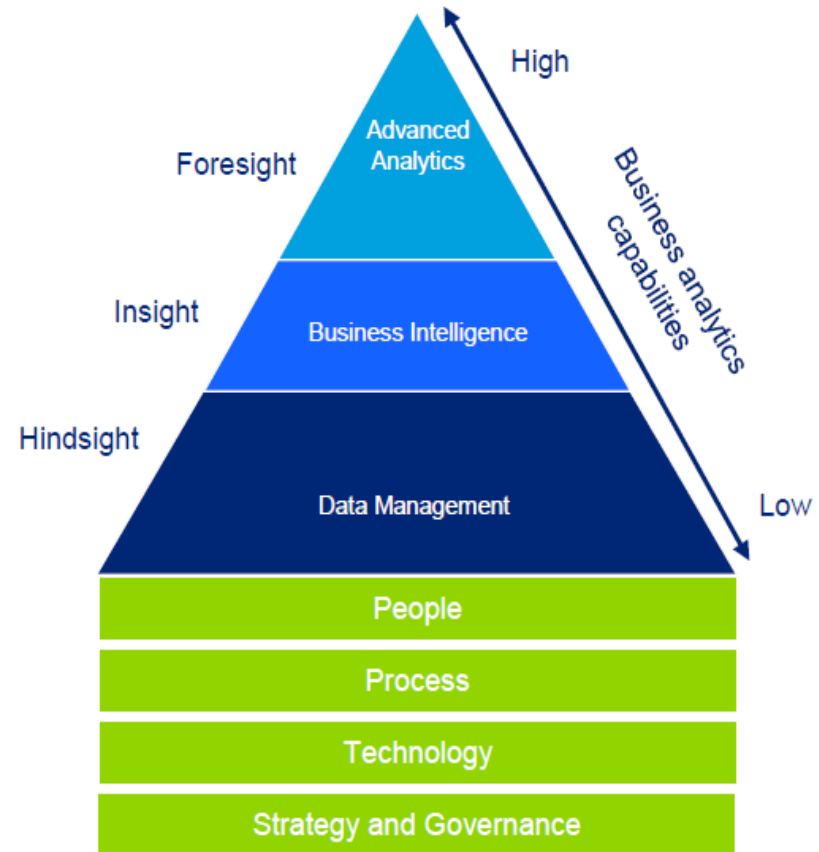 High
Advanced
Analytics
Foresight
Business analytics
capabilities
Insight
Business Intelligence
Hindsight
Data Management
Low
People
Process
Technology
Strategy and Governance